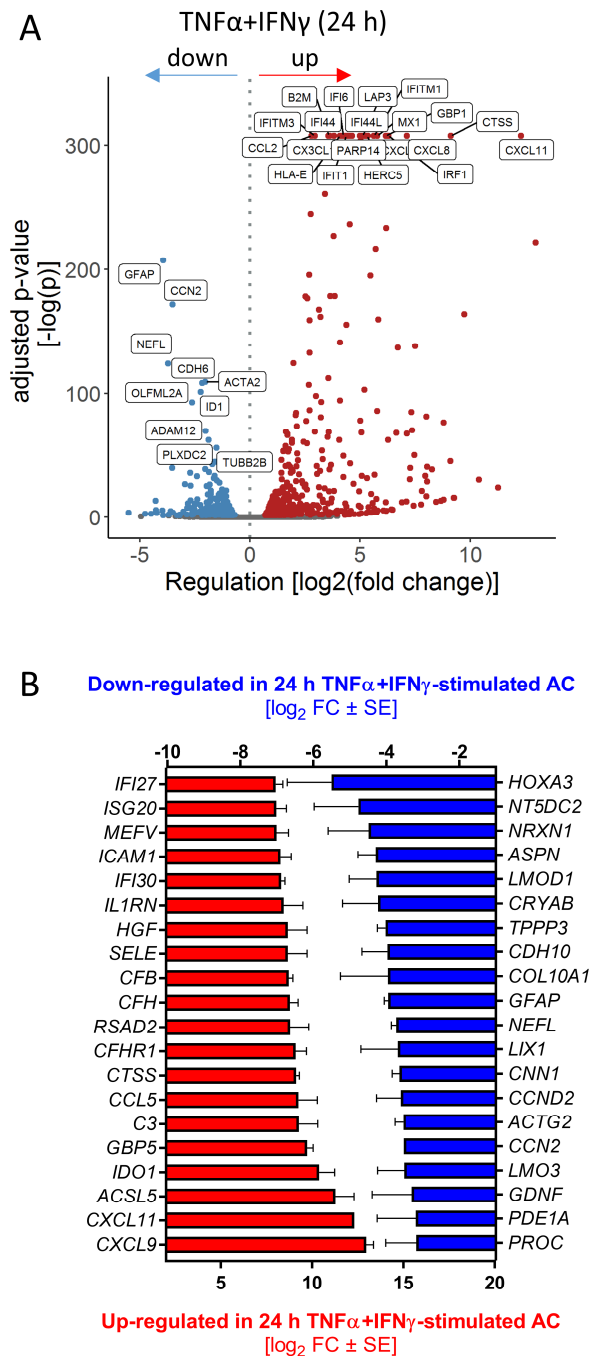 A
TNFα+IFNγ (24 h)
down up
B2M IFI6 LAP3 IFITM1
IFITM3 IFI44 IFI44L MX1 GBP1 CTSS
CCL2 CX3CL PARP14 CXCL CXCL8 CXCL11
HLA-E IFIT1 HERC5 IRF1
GFAP
CCN2
NEFL
CDH6
ACTA2
OLFML2A
ID1
ADAM12
PLXDC2
TUBB2B
adjusted p-value
[-log(p)]
300
200
100
0
-5 0 5 10
Regulation [log2(fold change)]
B
Down-regulated in 24 h TNFα+IFNγ-stimulated AC
[log2 FC ± SE]
-10 -8 -6 -4 -2
IFI27 HOXA3
ISG20 NT5DC2
MEFV NRXN1
ICAM1 ASPN
IFI30 LMOD1
IL1RN CRYAB
HGF TPPP3
SELE CDH10
CFB COL10A1
CFH GFAP
RSAD2 NEFL
CFHR1 LIX1
CTSS CNN1
CCL5 CCND2
C3 ACTG2
GBP5 CCN2
IDO1 LMO3
ACSL5 GDNF
CXCL11 PDE1A
CXCL9 PROC
5 10 15 20
Up-regulated in 24 h TNFα+IFNγ-stimulated AC
[log2 FC ± SE]